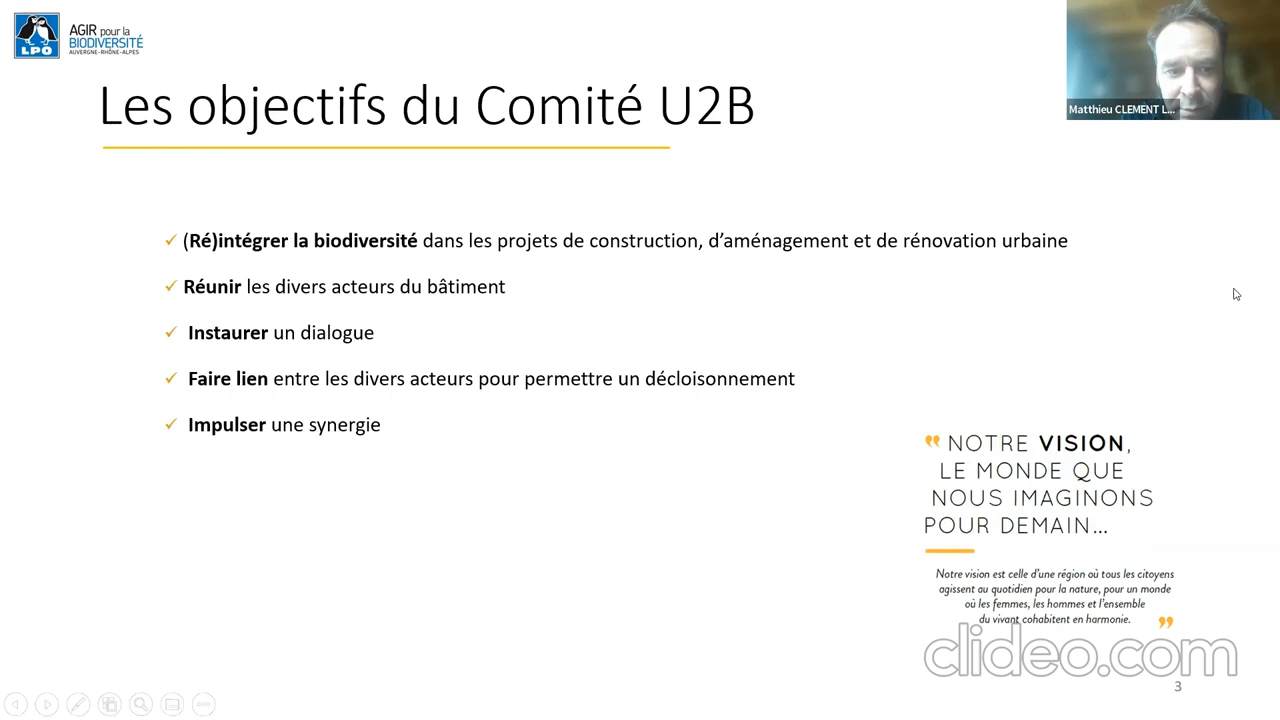 LPO
AGIR pour la
BIODIVERSITÉ
AUVERGNE-RHÔNE-ALPES
Matthieu CLEMENT L...
Les objectifs du Comité U2B
(Ré)intégrer la biodiversité dans les projets de construction, d’aménagement et de rénovation urbaine
Réunir les divers acteurs du bâtiment
Instaurer un dialogue
Faire lien entre les divers acteurs pour permettre un décloisonnement
Impulser une synergie
" NOTRE VISION,
LE MONDE QUE
NOUS IMAGINONS
POUR DEMAIN...
Notre vision est celle d’une région où tous les citoyens
agissent au quotidien pour la nature, pour un monde
où les femmes, les hommes et l’ensemble
du vivant cohabitent en harmonie. "
clideo.com
3